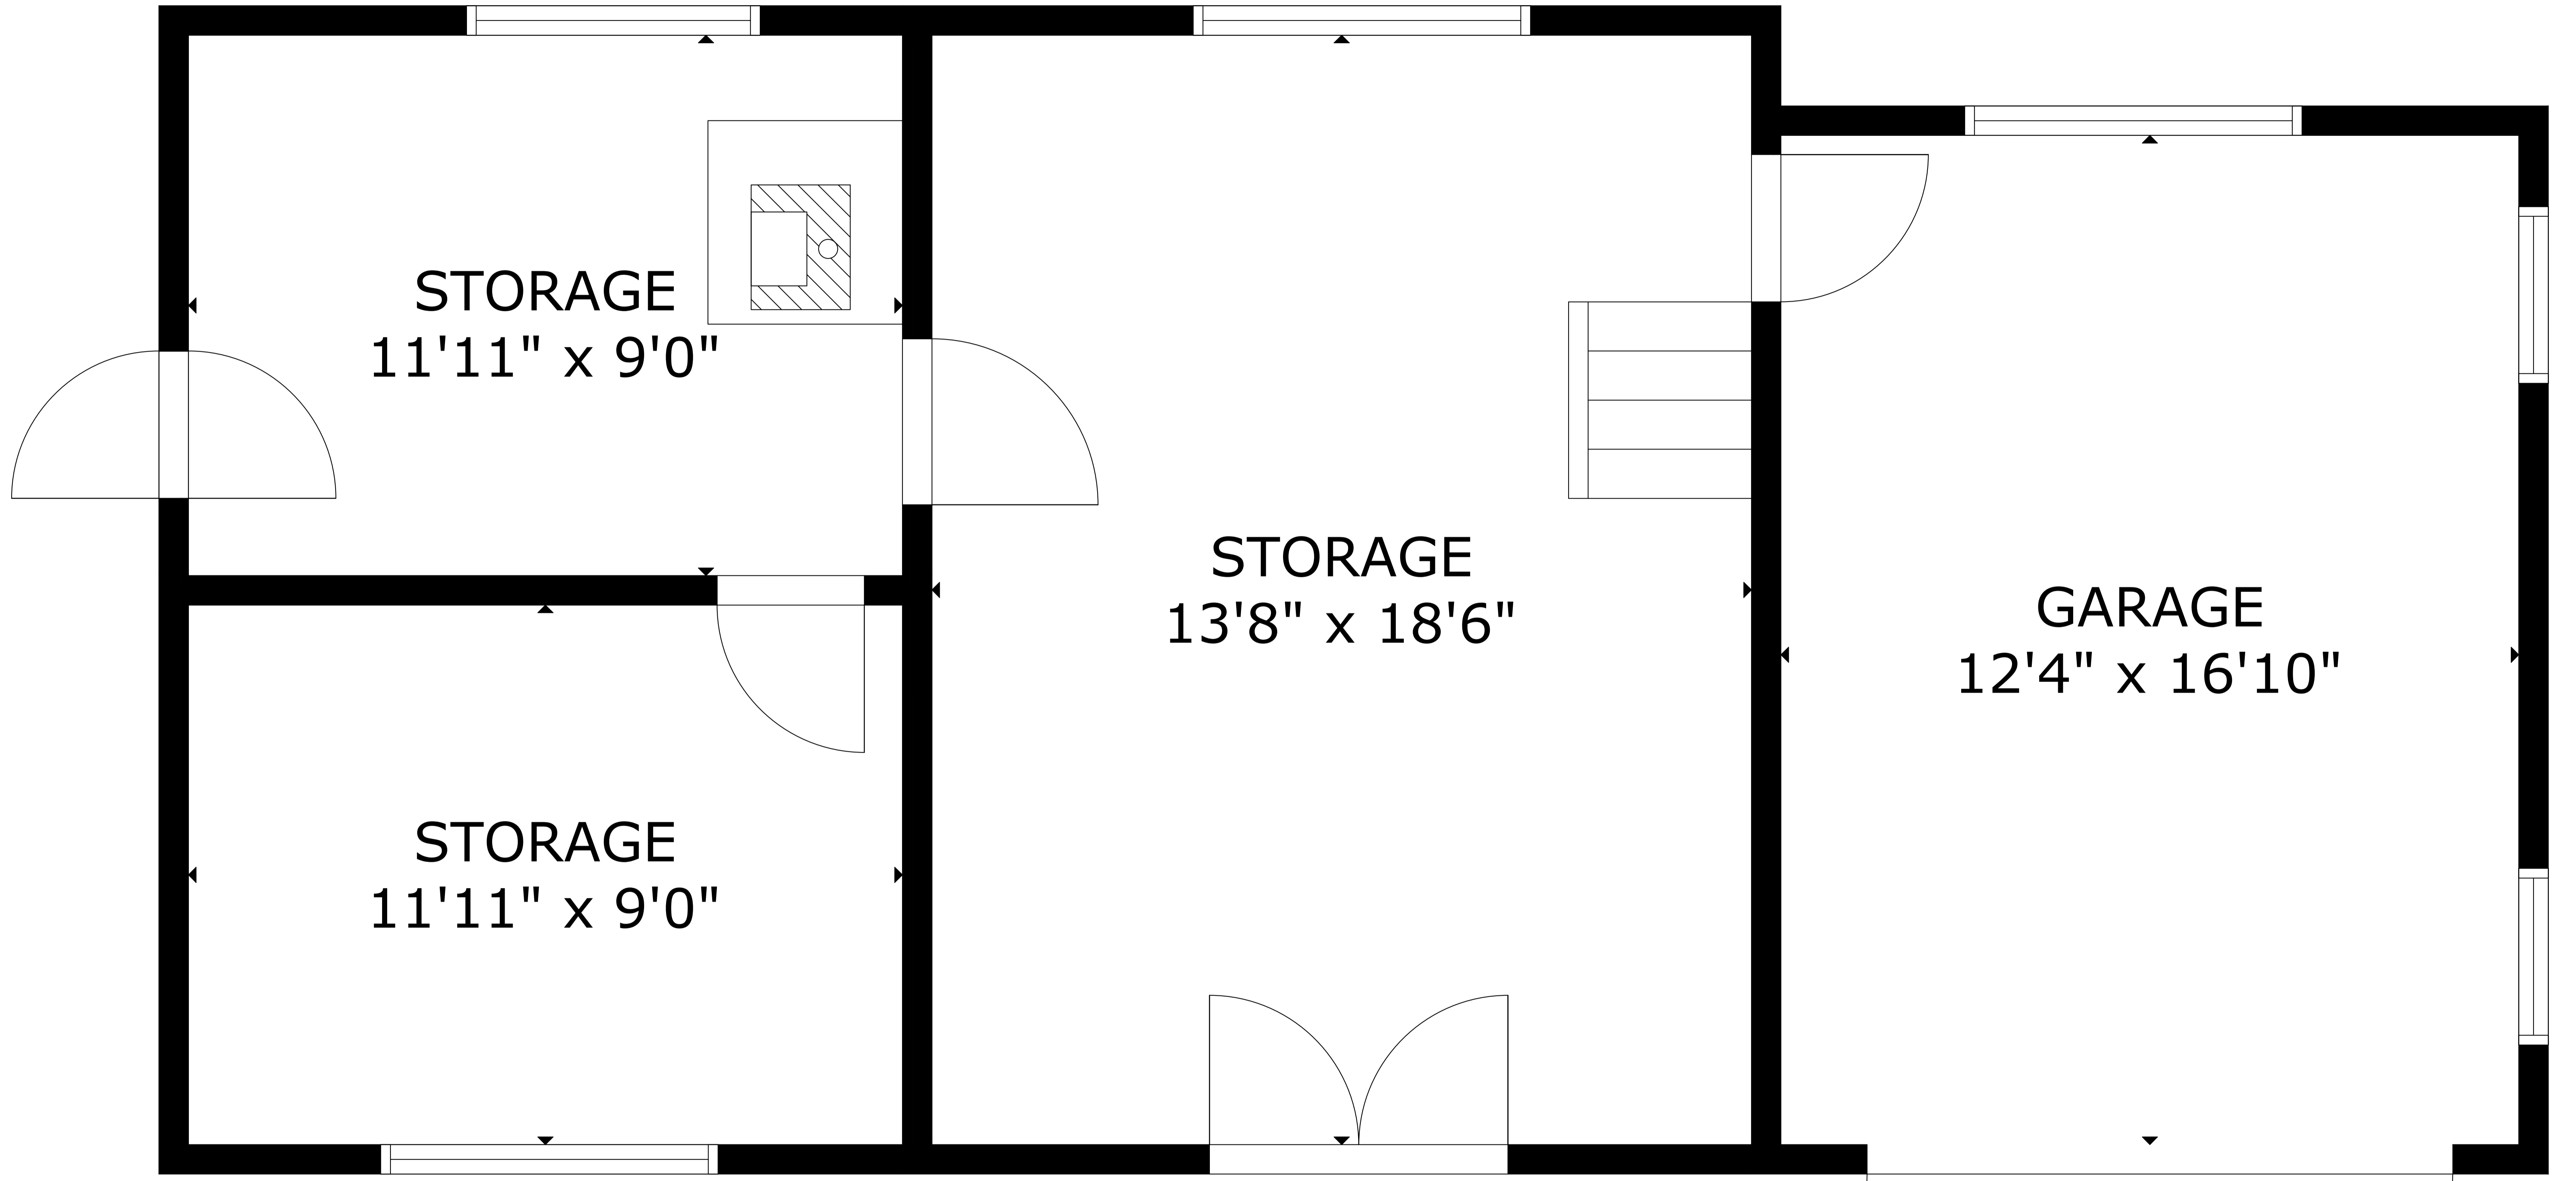 STORAGE
11'11" x 9'0"
STORAGE
13'8" x 18'6"
GARAGE
12'4" x 16'10"
STORAGE
11'11" x 9'0"